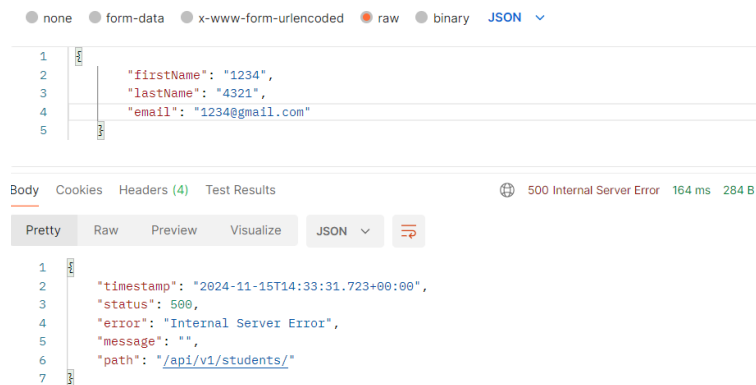 none form-data x-www-form-urlencoded raw binary JSON
1 {
2 "firstName": "1234",
3 "lastName": "4321",
4 "email": "1234@gmail.com"
5 }
Body Cookies Headers (4) Test Results 500 Internal Server Error 164 ms 284 B
Pretty Raw Preview Visualize JSON
1 {
2 "timestamp": "2024-11-15T14:33:31.723+00:00",
3 "status": 500,
4 "error": "Internal Server Error",
5 "message": "",
6 "path": "/api/v1/students/"
7 }